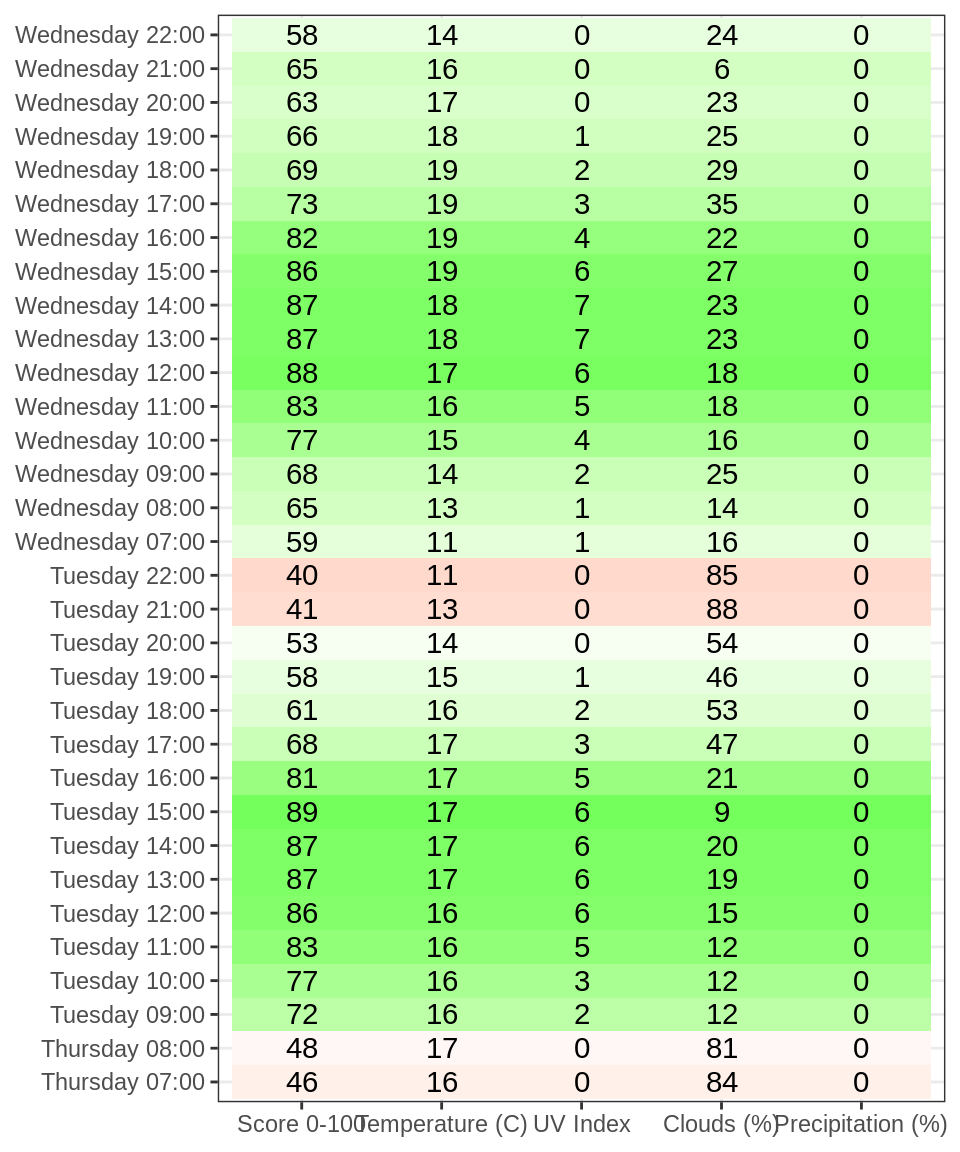 Wednesday 22:00 58 14 0 24 0
Wednesday 21:00 65 16 0 6 0
Wednesday 20:00 63 17 0 23 0
Wednesday 19:00 66 18 1 25 0
Wednesday 18:00 69 19 2 29 0
Wednesday 17:00 73 19 3 35 0
Wednesday 16:00 82 19 4 22 0
Wednesday 15:00 86 19 6 27 0
Wednesday 14:00 87 18 7 23 0
Wednesday 13:00 87 18 7 23 0
Wednesday 12:00 88 17 6 18 0
Wednesday 11:00 83 16 5 18 0
Wednesday 10:00 77 15 4 16 0
Wednesday 09:00 68 14 2 25 0
Wednesday 08:00 65 13 1 14 0
Wednesday 07:00 59 11 1 16 0
Tuesday 22:00 40 11 0 85 0
Tuesday 21:00 41 13 0 88 0
Tuesday 20:00 53 14 0 54 0
Tuesday 19:00 58 15 1 46 0
Tuesday 18:00 61 16 2 53 0
Tuesday 17:00 68 17 3 47 0
Tuesday 16:00 81 17 5 21 0
Tuesday 15:00 89 17 6 9 0
Tuesday 14:00 87 17 6 20 0
Tuesday 13:00 87 17 6 19 0
Tuesday 12:00 86 16 6 15 0
Tuesday 11:00 83 16 5 12 0
Tuesday 10:00 77 16 3 12 0
Tuesday 09:00 72 16 2 12 0
Thursday 08:00 48 17 0 81 0
Thursday 07:00 46 16 0 84 0
Score 0-100 Temperature (C) UV Index Clouds (%) Precipitation (%)